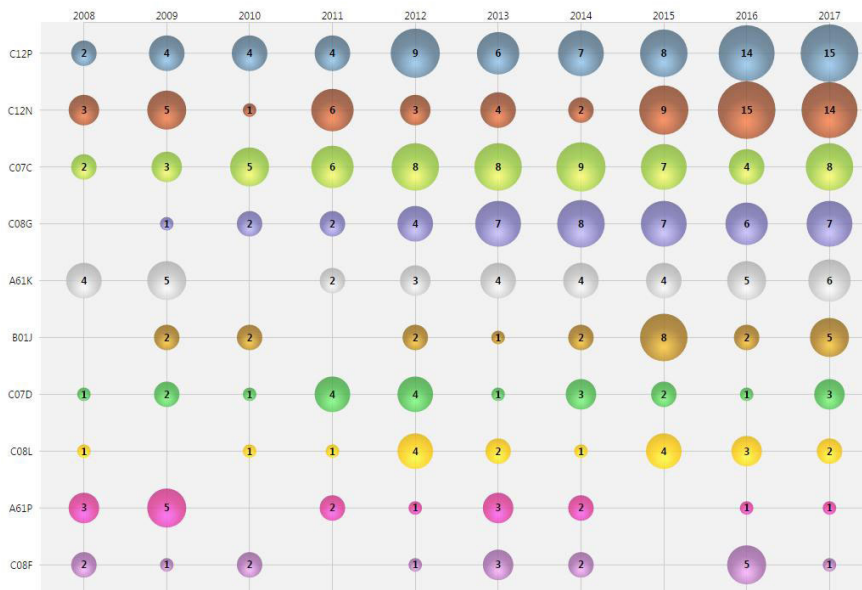 2008 2009 2010 2011 2012 2013 2014 2015 2016 2017
C12P 2 4 4 4 9 6 7 8 14 15
C12N 3 5 1 6 3 4 2 9 15 14
C07C 2 3 5 6 8 8 9 7 4 8
C08G 1 2 2 4 7 8 7 6 7
A61K 4 5 2 3 4 4 4 5 6
B01J 2 2 2 1 2 8 2 5
C07D 1 2 1 4 4 1 3 2 1 3
C08L 1 1 1 4 2 1 4 3 2
A61P 3 5 2 1 3 2 1 1
C08F 2 1 2 1 3 2 5 1